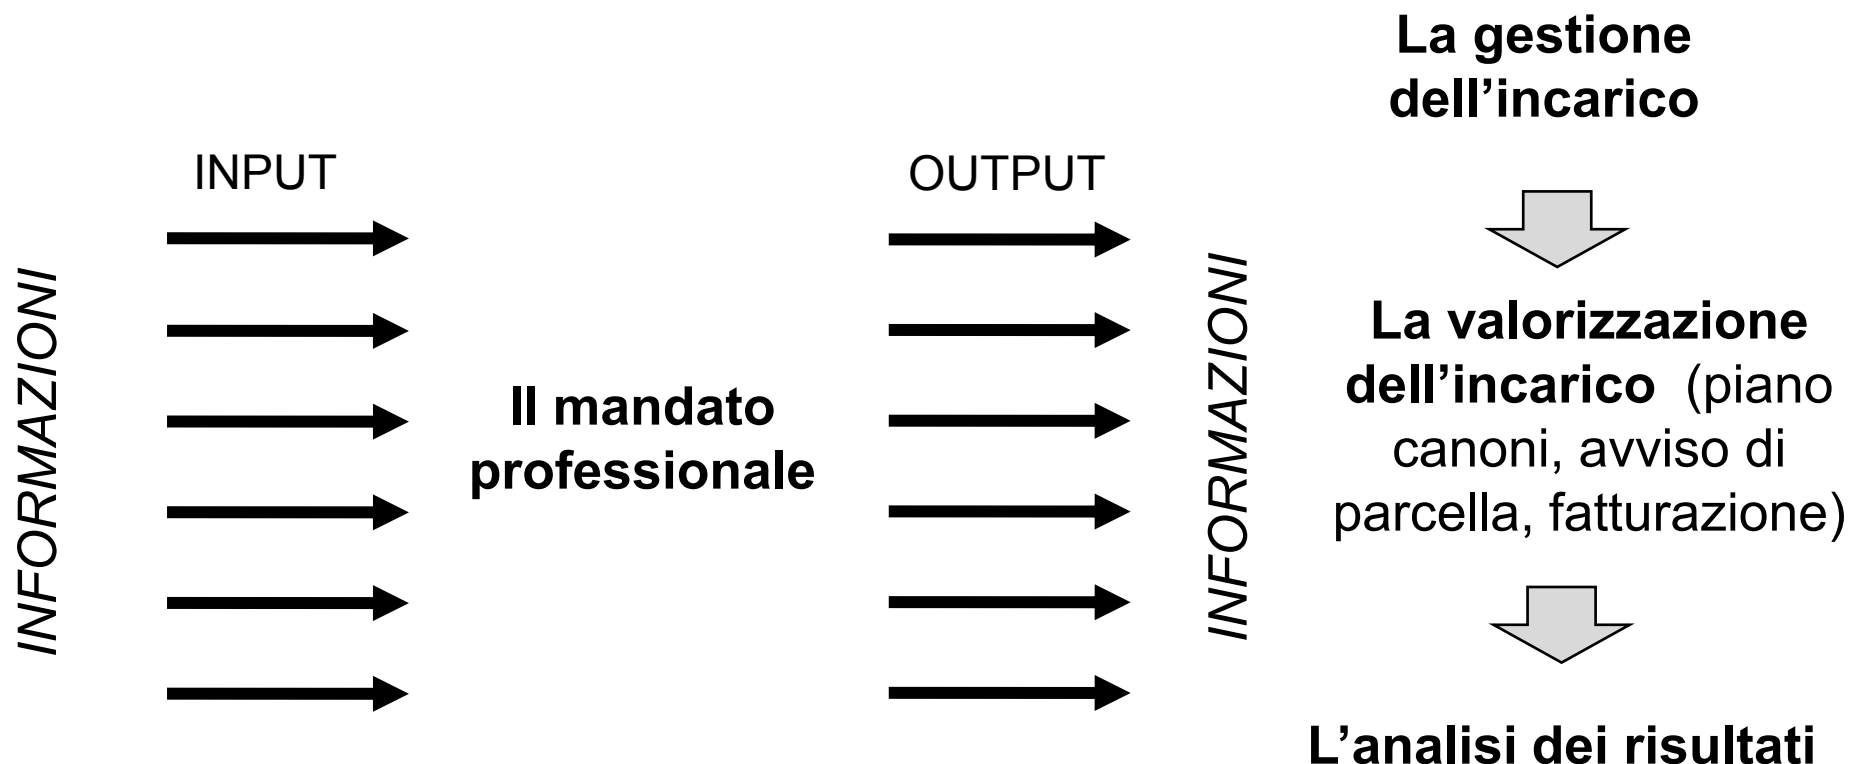 INFORMAZIONI
INPUT
Il mandato
professionale
OUTPUT
INFORMAZIONI
La gestione
dell’incarico
La valorizzazione
dell’incarico (piano
canoni, avviso di
parcella, fatturazione)
L’analisi dei risultati